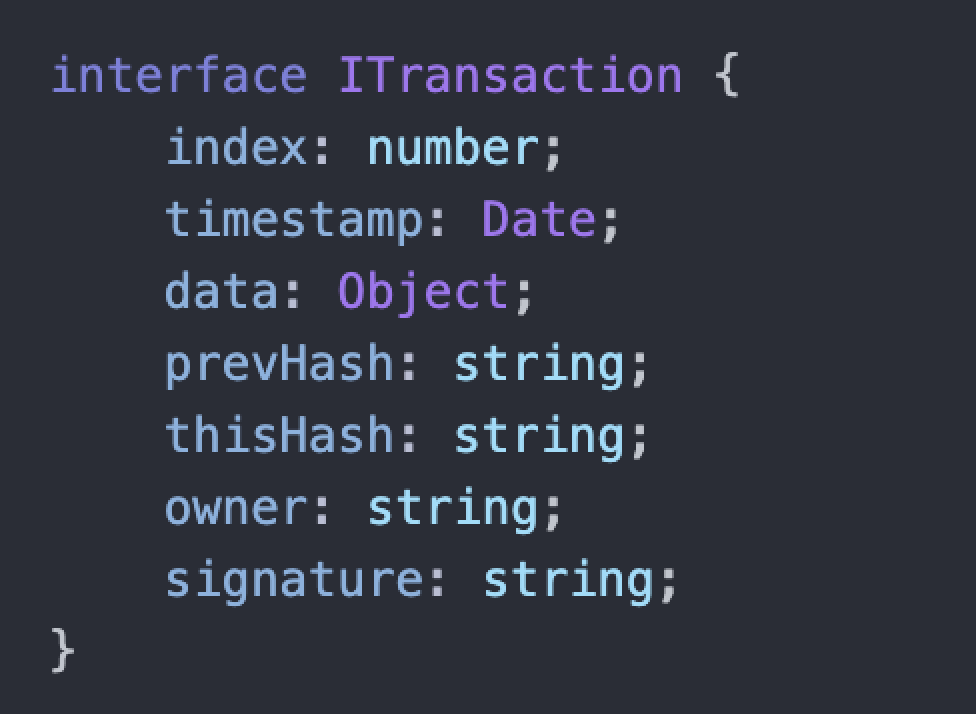 interface ITransaction {
    index: number;
    timestamp: Date;
    data: Object;
    prevHash: string;
    thisHash: string;
    owner: string;
    signature: string;
}